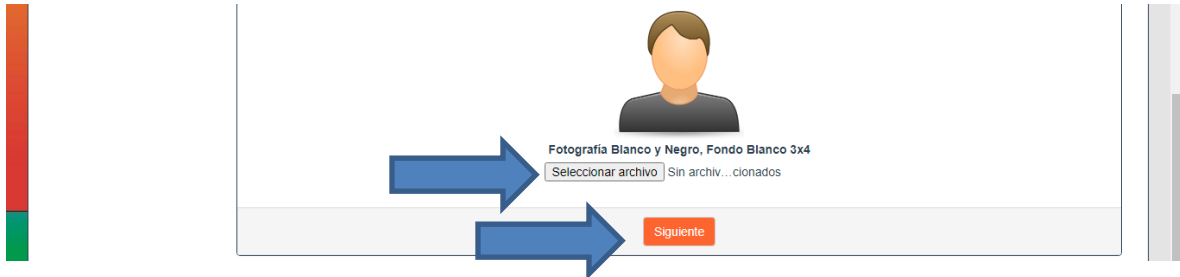 Fotografía Blanco y Negro, Fondo Blanco 3x4
Seleccionar archivo Sin archiv…cionados
Siguiente